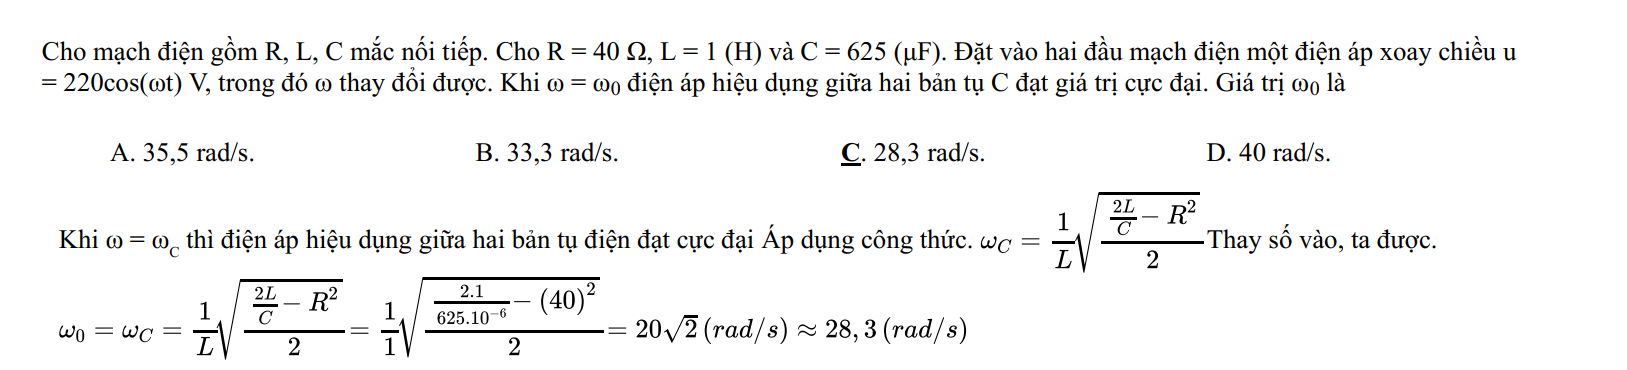 Cho mạch điện gồm R, L, C mắc nối tiếp. Cho R = 40 Ω, L = 1 (H) và C = 625 (μF). Đặt vào hai đầu mạch điện một điện áp xoay chiều u
= 220cos(ωt) V, trong đó ω thay đổi được. Khi ω = ω₀ điện áp hiệu dụng giữa hai bản tụ C đạt giá trị cực đại. Giá trị ω₀ là
A. 35,5 rad/s. B. 33,3 rad/s. C. 28,3 rad/s. D. 40 rad/s.
Khi ω = ω_C thì điện áp hiệu dụng giữa hai bản tụ điện đạt cực đại Áp dụng công thức. $\omega_C = \frac{1}{L}\sqrt{\frac{\frac{2L}{C} - R^2}{2}}$ Thay số vào, ta được.
$\omega_0 = \omega_C = \frac{1}{L}\sqrt{\frac{\frac{2L}{C} - R^2}{2}} = \frac{1}{1}\sqrt{\frac{\frac{2.1}{625.10^{-6}} - (40)^2}{2}} = 20\sqrt{2}\,(rad/s) \approx 28,3\,(rad/s)$